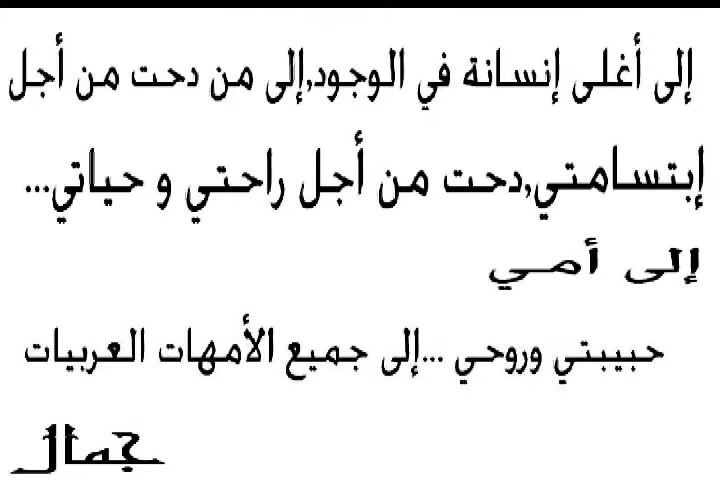 إلى أغلى إنسانة في الوجود,إلى من دحت من أجل
إبتسامتي,دحت من أجل راحتي و حياتي...
إلى أمي
حبيبتي وروحي ...إلى جميع الأمهات العربيات
جمال